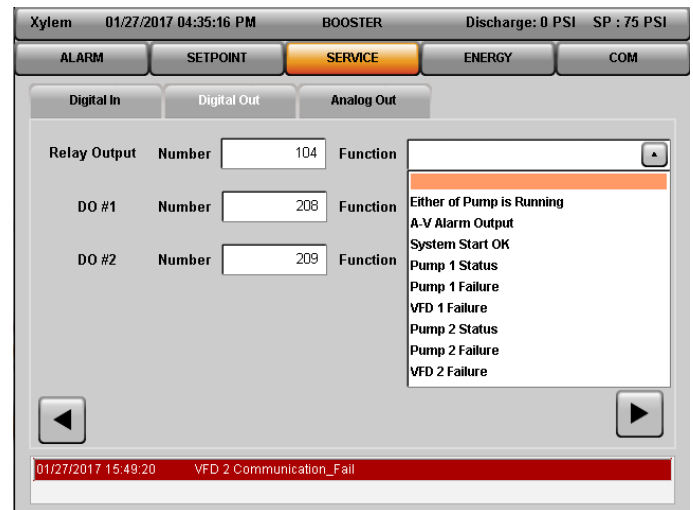 Xylem 01/27/2017 04:35:16 PM BOOSTER Discharge: 0 PSI SP : 75 PSI
ALARM SETPOINT SERVICE ENERGY COM
Digital In Digital Out Analog Out
Relay Output Number 104 Function
DO #1 Number 208 Function
DO #2 Number 209 Function
Either of Pump is Running
A-V Alarm Output
System Start OK
Pump 1 Status
Pump 1 Failure
VFD 1 Failure
Pump 2 Status
Pump 2 Failure
VFD 2 Failure
01/27/2017 15:49:20 VFD 2 Communication_Fail